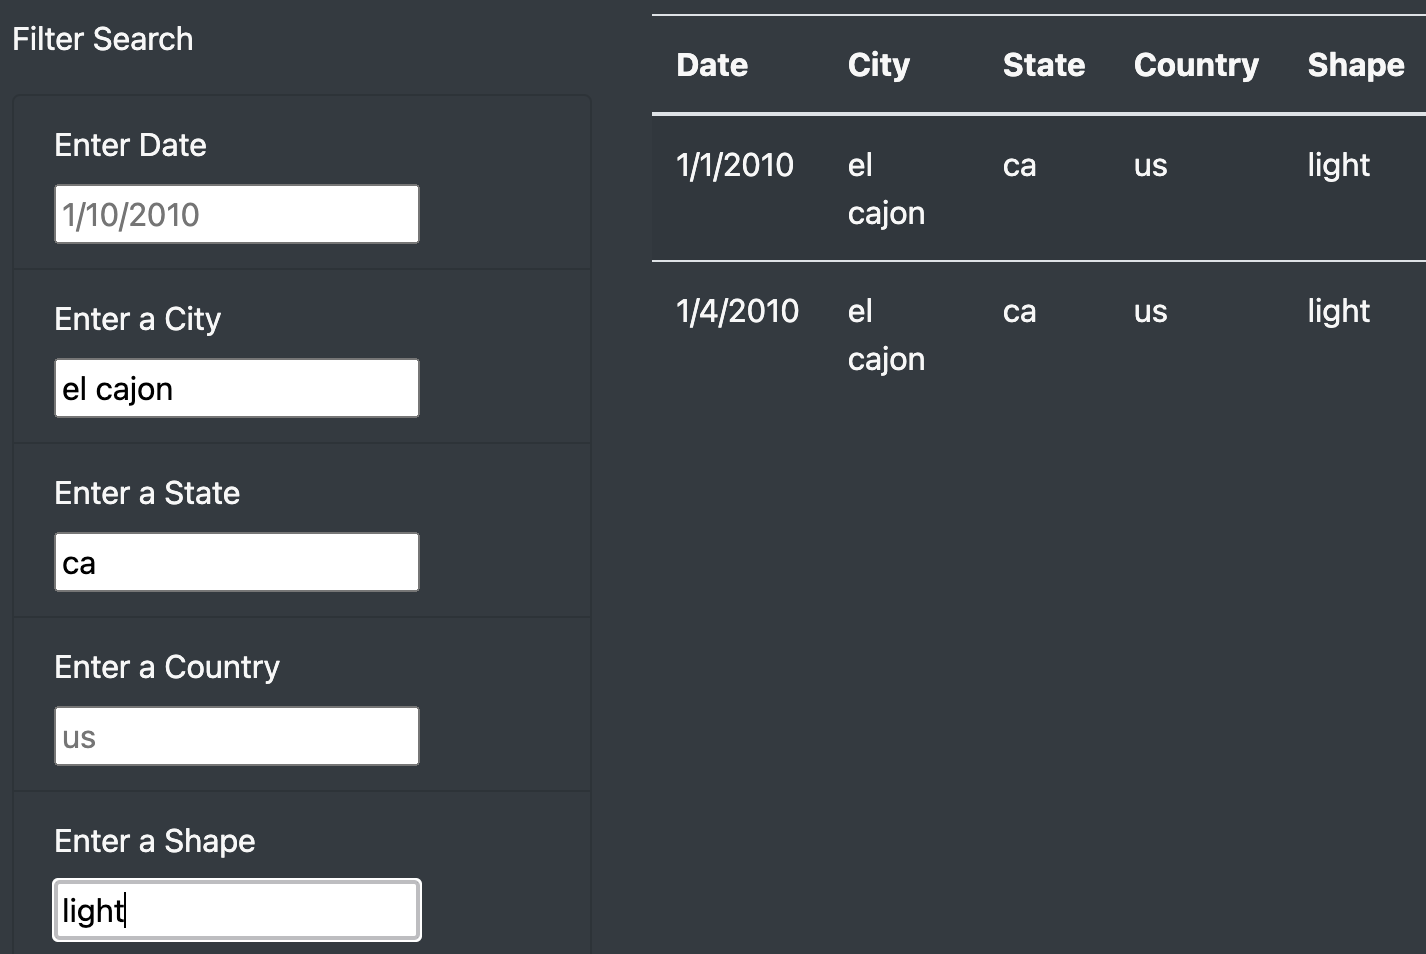 Filter Search
Enter Date
1/10/2010
Enter a City
el cajon
Enter a State
ca
Enter a Country
us
Enter a Shape
light
Date City State Country Shape
1/1/2010 el ca us light
cajon
1/4/2010 el ca us light
cajon